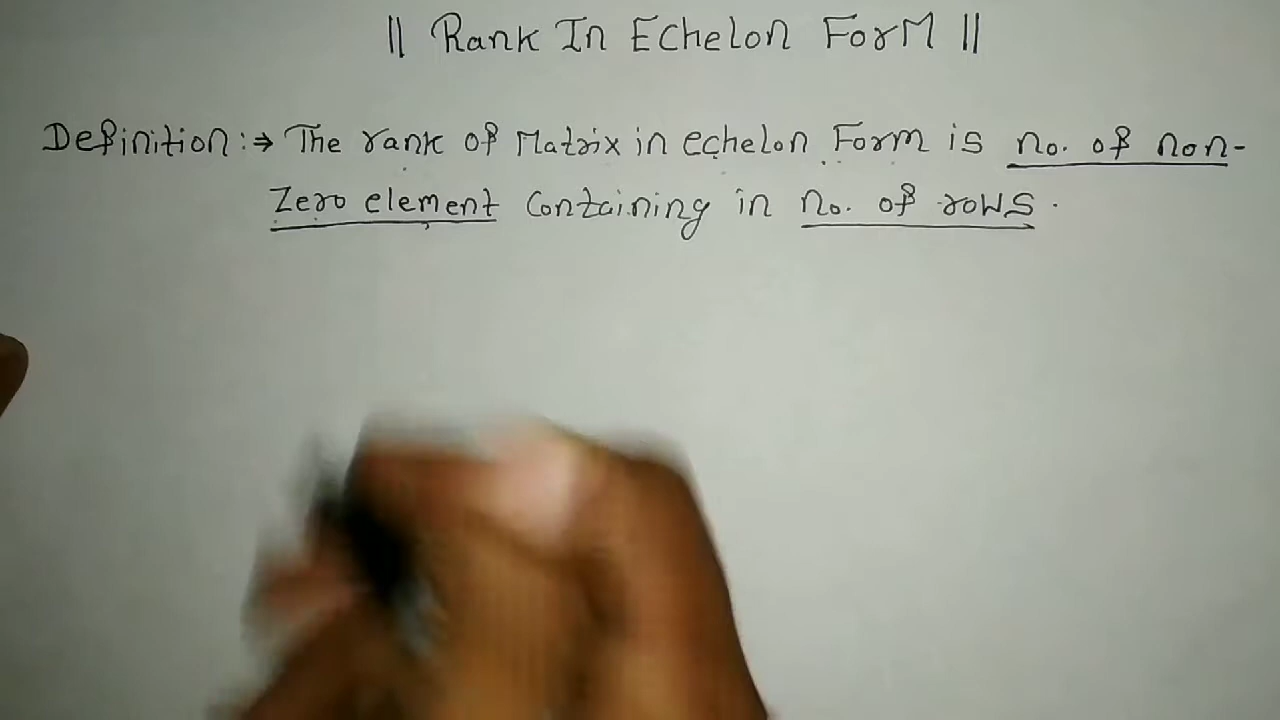 || Rank In Echelon Form ||
Definition:⇒ The rank of Matrix in echelon Form is no. of non-
Zero element Containing in no. of rows.